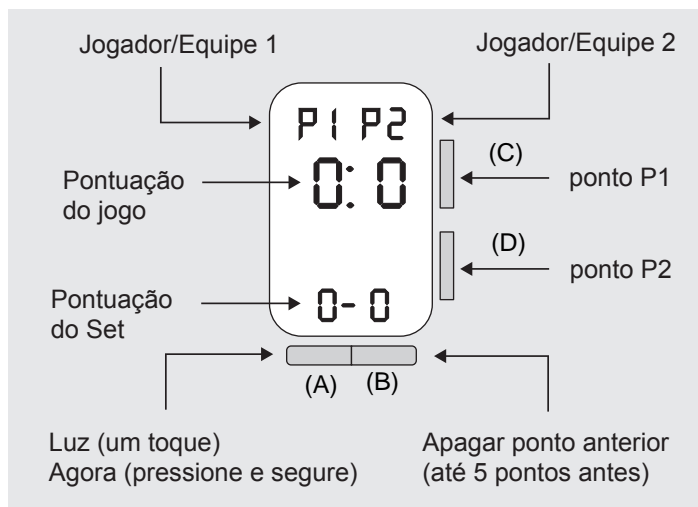 Jogador/Equipe 1
Jogador/Equipe 2
P1 P2
0:0
(C)
ponto P1
Pontuação
do jogo
(D)
ponto P2
Pontuação
do Set
0-0
(A)
(B)
Luz (um toque)
Agora (pressione e segure)
Apagar ponto anterior
(até 5 pontos antes)